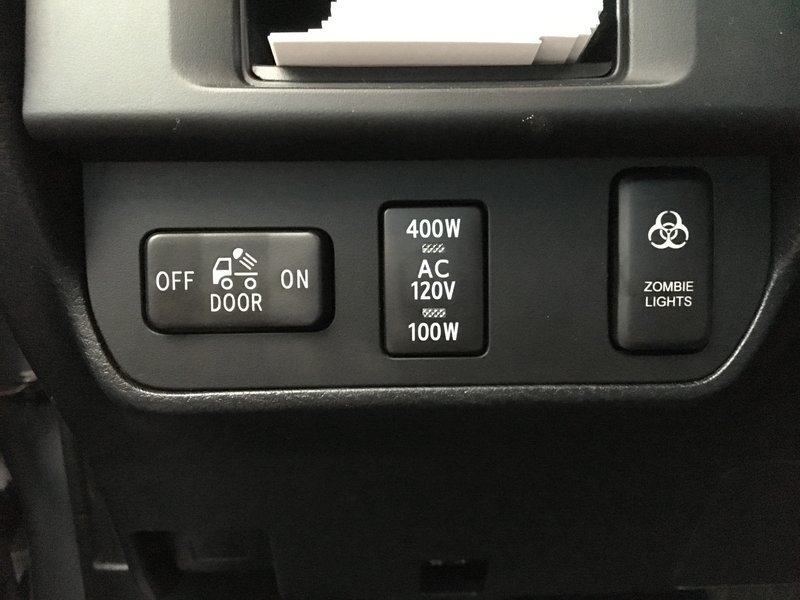 OFF
ON
DOOR
400W
AC
120V
100W
ZOMBIE
LIGHTS